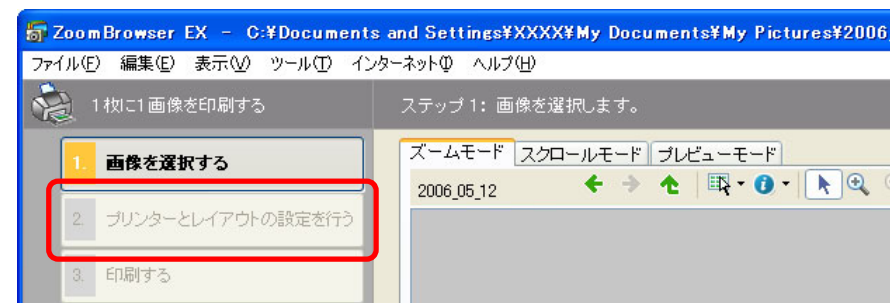 ZoomBrowser EX - C:¥Documents and Settings¥XXXX¥My Documents¥My Pictures¥2006
ファイル(F) 編集(E) 表示(V) ツール(T) インターネット(I) ヘルプ(H)
1枚に1画像を印刷する
ステップ1: 画像を選択します。
1. 画像を選択する
2. プリンターとレイアウトの設定を行う
3. 印刷する
ズームモード スクロールモード プレビューモード
2006_05_12